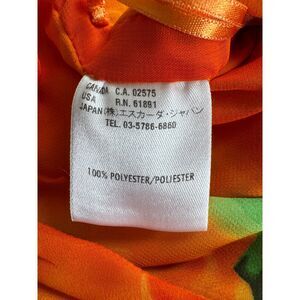 CANADA C.A. 02575
USA R.N. 61891
JAPAN(株)エスカーダ・ジャパン
TEL. 03-5786-6860
100% POLYESTER/POLIESTER